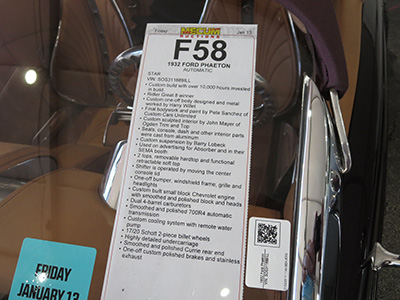 Friday
MECUM
AUCTIONS
Jan 13
F58
1932 FORD PHAETON
AUTOMATIC
STAR
• Custom build with over 10,000 hours invested
in build
• Ridler Great 8 winner
• Custom one-off body designed and metal
worked by Harry Willet
• Final bodywork and paint by Pete Sanchez of
Custom Cars Unlimited
• Custom sculpted interior by John Mayer of
Ogden Trim and Top
• Seats, console, dash and other interior parts
were cast from aluminum
• Custom suspension by Barry Lobeck
• Used on advertising for Absorber and in their
SEMA booth
• 2 tops, removable hardtop and functional
retractable soft top
• Shifter is operated by moving the center
console lid
• One-off bumper, windshield frame, grille and
headlights
• Custom built small block Chevrolet engine
with smoothed and polished block and heads
• Dual 4-barrel carburetors
• Smoothed and polished 700R4 automatic
transmission
• Custom cooling system with remote water
pump
• 17/20 Schott 2-piece billet wheels
• Highly detailed undercarriage
• Smoothed and polished Currie rear end
• One-off custom polished brakes and stainless
exhaust
FRIDAY
JANUARY 13